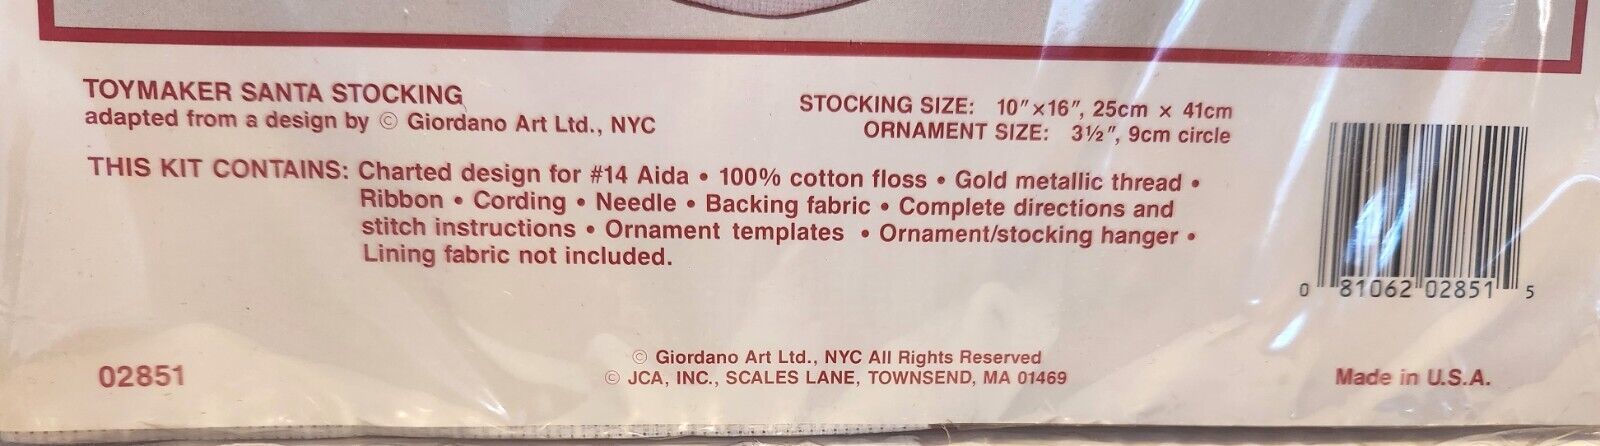 TOYMAKER SANTA STOCKING
adapted from a design by © Giordano Art Ltd., NYC
STOCKING SIZE: 10"×16", 25cm × 41cm
ORNAMENT SIZE: 3½", 9cm circle
THIS KIT CONTAINS: Charted design for #14 Aida • 100% cotton floss • Gold metallic thread •
Ribbon • Cording • Needle • Backing fabric • Complete directions and
stitch instructions • Ornament templates • Ornament/stocking hanger •
Lining fabric not included.
0 81062 02851 5
02851
© Giordano Art Ltd., NYC All Rights Reserved
© JCA, INC., SCALES LANE, TOWNSEND, MA 01469
Made in U.S.A.